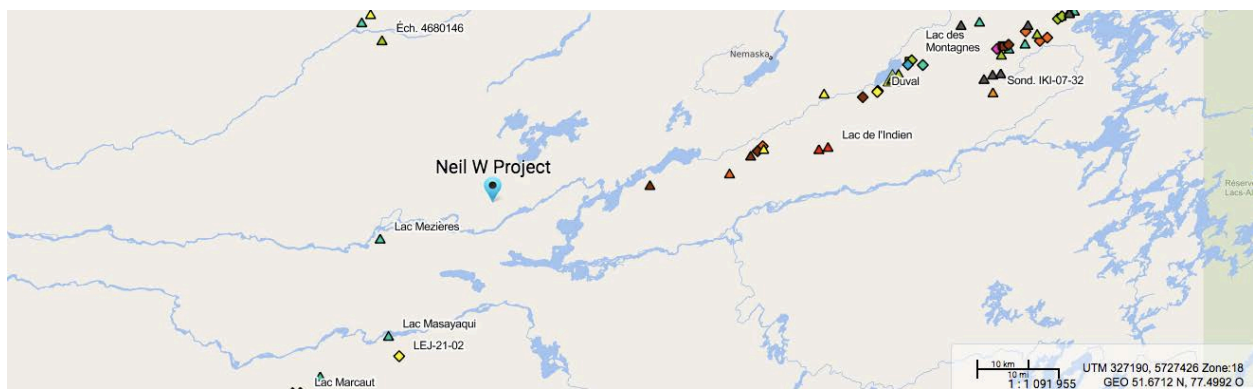 Éch. 4680146
Lac des
Montagnes
Nemaska
Duval
Sond. IKI-07-32
Lac de l'Indien
Neil W Project
Réserve
Lacs-Al
Lac Mezières
Lac Masayaqui
LEJ-21-02
Lac Marcaut
10 km
10 mi
1 : 1 091 955
UTM 327190, 5727426 Zone:18
GEO 51.6712 N, 77.4992 O